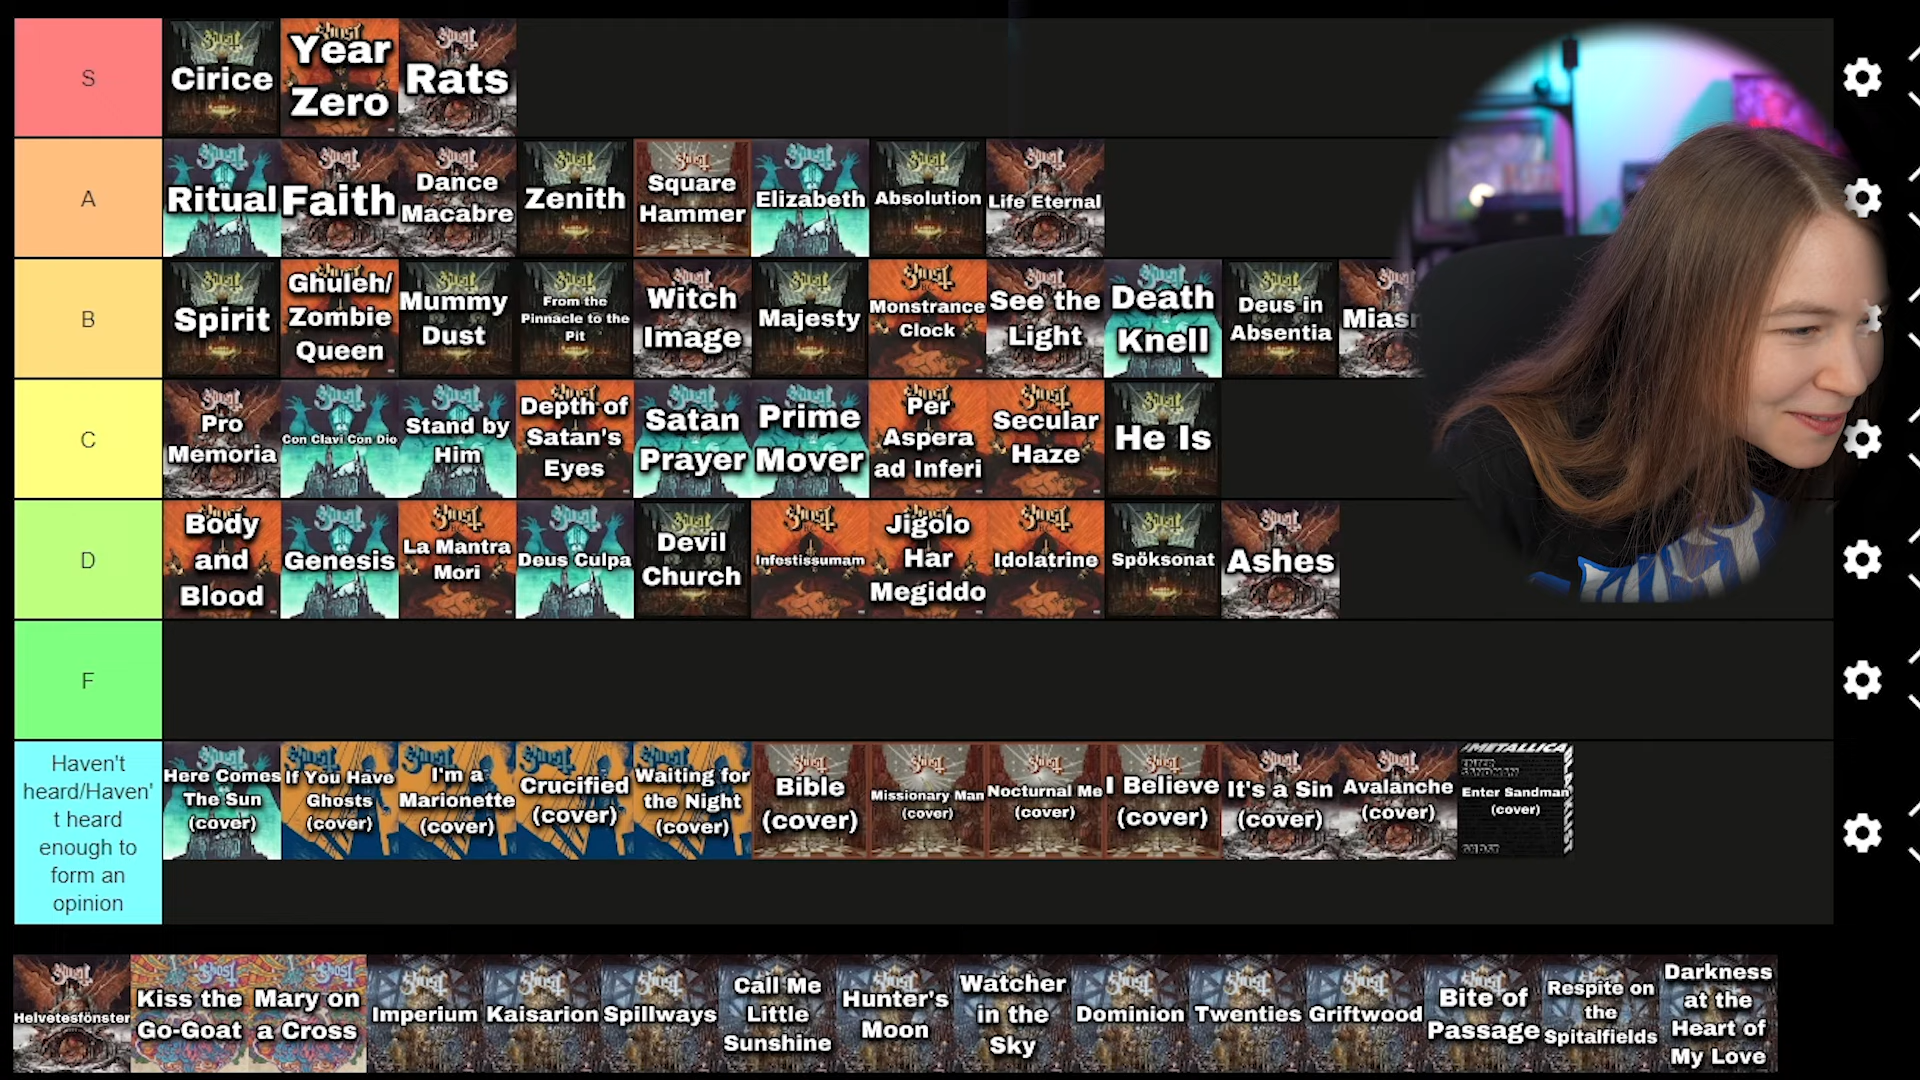 S
Cirice
Year
Zero
Rats
A
Ritual
Faith
Dance
Macabre
Zenith
Square
Hammer
Elizabeth
Absolution
Life Eternal
B
Spirit
Ghuleh/
Zombie
Queen
Mummy
Dust
From the
Pinnacle to the
Pit
Witch
Image
Majesty
Monstrance
Clock
See the
Light
Death
Knell
Deus in
Absentia
C
Pro
Memoria
Con Clavi Con Dio
Stand by
Him
Depth of
Satan's
Eyes
Satan
Prayer
Prime
Mover
Per
Aspera
ad Inferi
Secular
Haze
He Is
D
Body
and
Blood
Genesis
La Mantra
Mori
Deus Culpa
Devil
Church
Infestissumam
Jigolo
Har
Megiddo
Idolatrine
Spöksonat
Ashes
F
Haven't
heard/Haven'
t heard
enough to
form an
opinion
Here Comes
The Sun
(cover)
If You Have
Ghosts
(cover)
I'm a
Marionette
(cover)
Crucified
(cover)
Waiting for
the Night
(cover)
Bible
(cover)
Missionary Man
(cover)
Nocturnal Me
(cover)
I Believe
(cover)
It's a Sin
(cover)
Avalanche
(cover)
METALLICA
ENTER
SANDMAN
Enter Sandman
(cover)
GHOST
Helvetesfönster
Kiss the
Go-Goat
Mary on
a Cross
Imperium
Kaisarion
Spillways
Call Me
Little
Sunshine
Hunter's
Moon
Watcher
in the
Sky
Dominion
Twenties
Griftwood
Bite of
Passage
Respite on
the
Spitalfields
Darkness
at the
Heart of
My Love